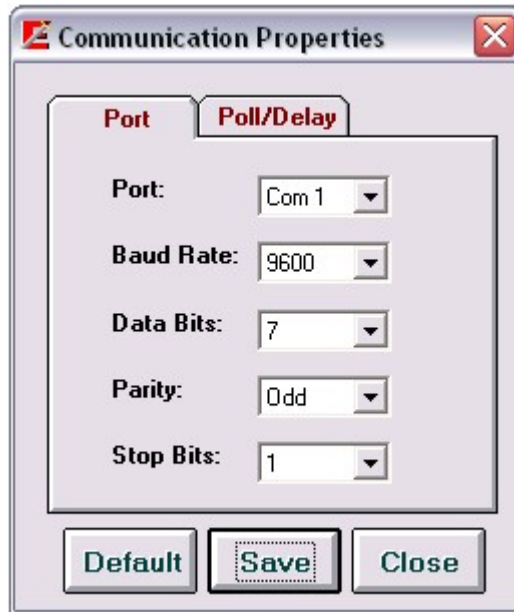 Communication Properties
Port Poll/Delay
Port: Com 1
Baud Rate: 9600
Data Bits: 7
Parity: Odd
Stop Bits: 1
Default Save Close